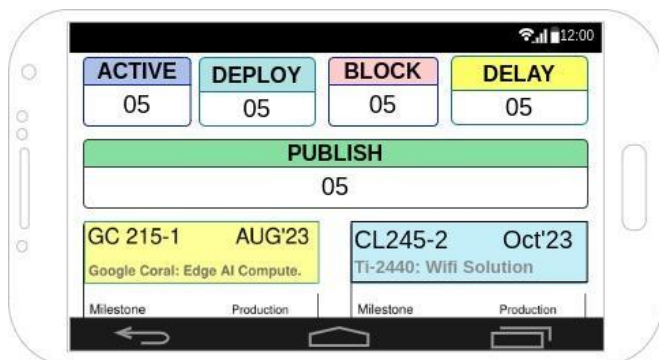 12:00
ACTIVE DEPLOY BLOCK DELAY
05 05 05 05
PUBLISH
05
GC 215-1 AUG'23 CL245-2 Oct'23
Google Coral: Edge AI Compute. Ti-2440: Wifi Solution
Milestone Production Milestone Production